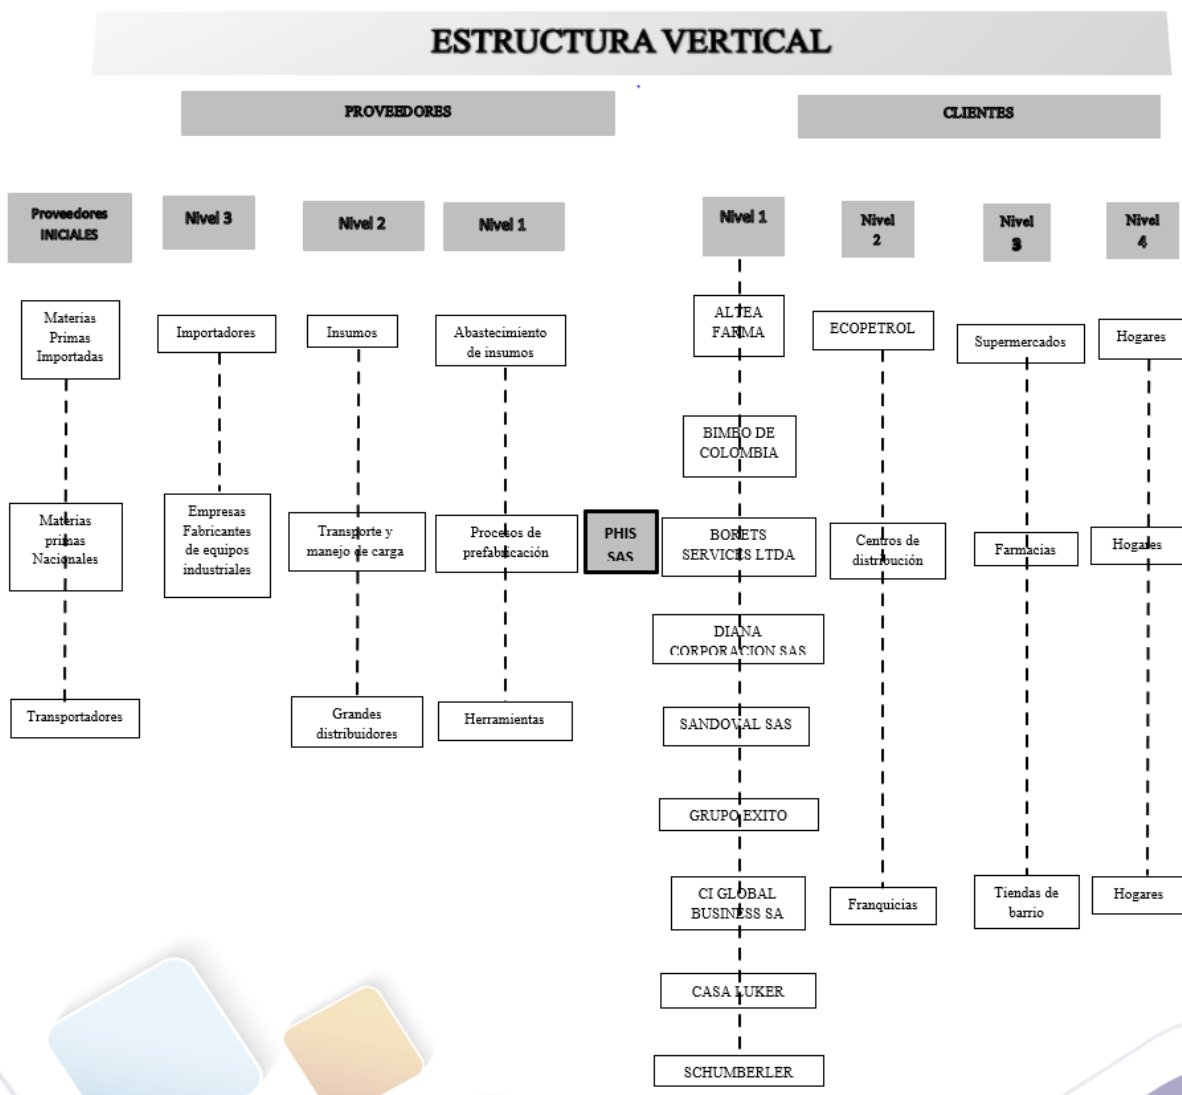 ESTRUCTURA VERTICAL
PROVEEDORES
CLIENTES
Proveedores
INICIALES
Nivel 3
Nivel 2
Nivel 1
Nivel 1
Nivel
2
Nivel
3
Nivel
4
Materias
Primas
Importadas
Importadores
Insumos
Abastecimiento
de insumos
ALTEA
FARMA
ECOPETROL
Supermercados
Hogares
BIMBO DE
COLOMBIA
Materias
primas
Nacionales
Empresas
Fabricantes
de equipos
industriales
Transporte y
manejo de carga
Procesos de
prefabricación
PHIS
SAS
BORETS
SERVICES LTDA
Centros de
distribución
Farmacias
Hogares
DIANA
CORPORACION SAS
Transportadores
Grandes
distribuidores
Herramientas
SANDOVAL SAS
GRUPO EXITO
CI GLOBAL
BUSINESS SA
Franquicias
Tiendas de
barrio
Hogares
CASA LUKER
SCHUMBERLER